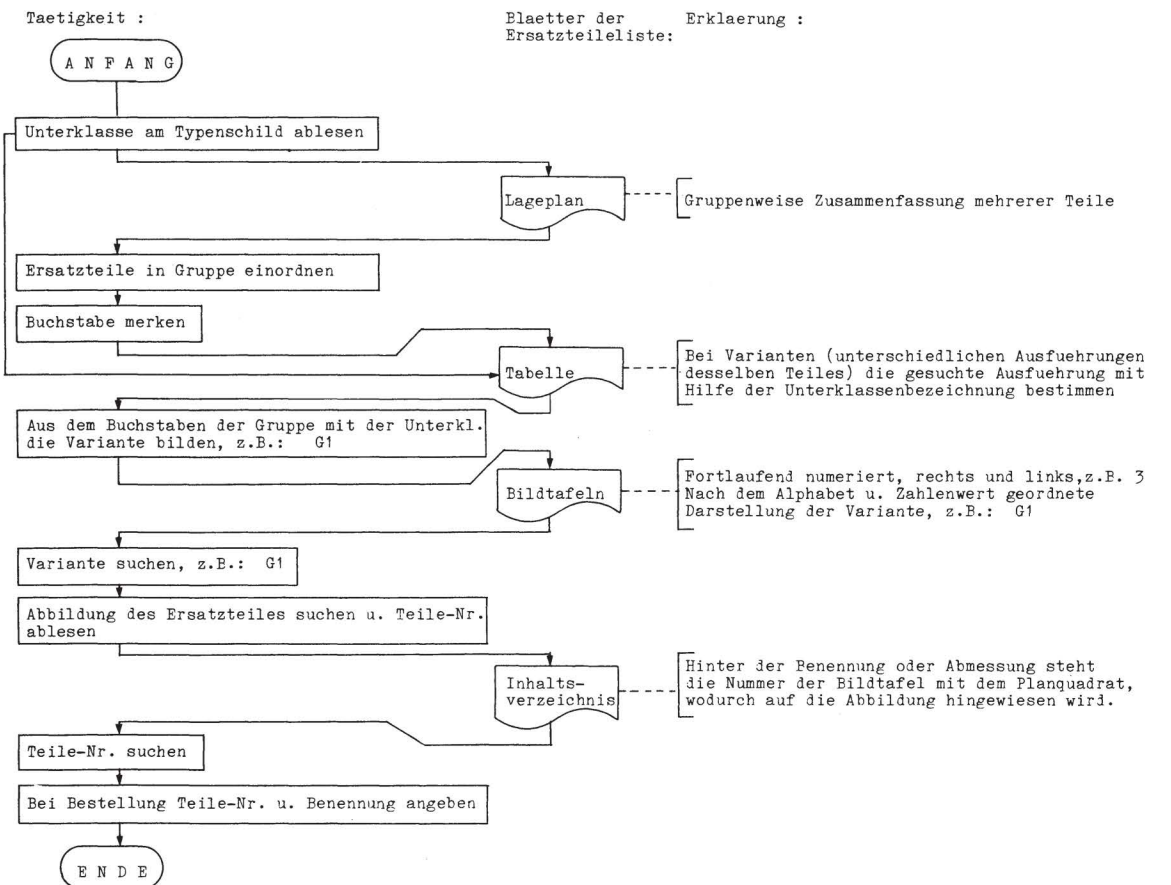 Taetigkeit :
Blaetter der
Ersatzteileliste:
Erklaerung :
A N F A N G
Unterklasse am Typenschild ablesen
Lageplan
Gruppenweise Zusammenfassung mehrerer Teile
Ersatzteile in Gruppe einordnen
Buchstabe merken
Tabelle
Bei Varianten (unterschiedlichen Ausfuehrungen
desselben Teiles) die gesuchte Ausfuehrung mit
Hilfe der Unterklassenbezeichnung bestimmen
Aus dem Buchstaben der Gruppe mit der Unterkl.
die Variante bilden, z.B.: G1
Bildtafeln
Fortlaufend numeriert, rechts und links,z.B. 3
Nach dem Alphabet u. Zahlenwert geordnete
Darstellung der Variante, z.B.: G1
Variante suchen, z.B.: G1
Abbildung des Ersatzteiles suchen u. Teile-Nr.
ablesen
Inhalts-
verzeichnis
Hinter der Benennung oder Abmessung steht
die Nummer der Bildtafel mit dem Planquadrat,
wodurch auf die Abbildung hingewiesen wird.
Teile-Nr. suchen
Bei Bestellung Teile-Nr. u. Benennung angeben
E N D E